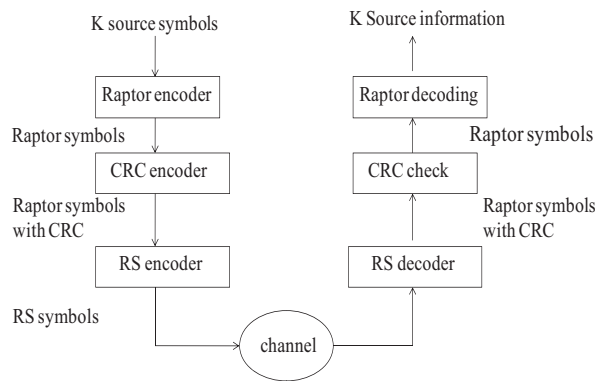 K source symbols
Raptor encoder
Raptor symbols
CRC encoder
Raptor symbols
with CRC
RS encoder
RS symbols
channel
K Source information
Raptor decoding
Raptor symbols
CRC check
Raptor symbols
with CRC
RS decoder